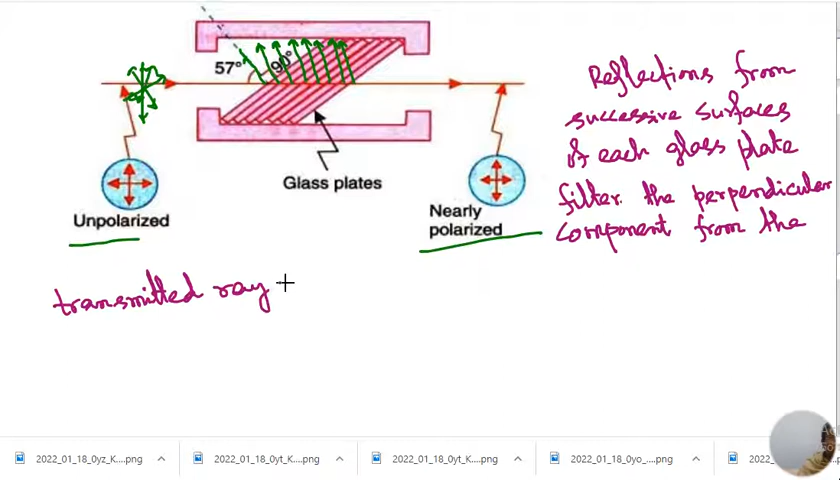 57°
90°
Glass plates
Unpolarized
Nearly
polarized
Reflections from
successive surfaces
of each glass plate
filter the perpendicular
component from the
transmitted ray
2022_01_18_0yz_K....png
2022_01_18_0yt_K....png
2022_01_18_0yt_K....png
2022_01_18_0yo_....png
2022_01_18_0